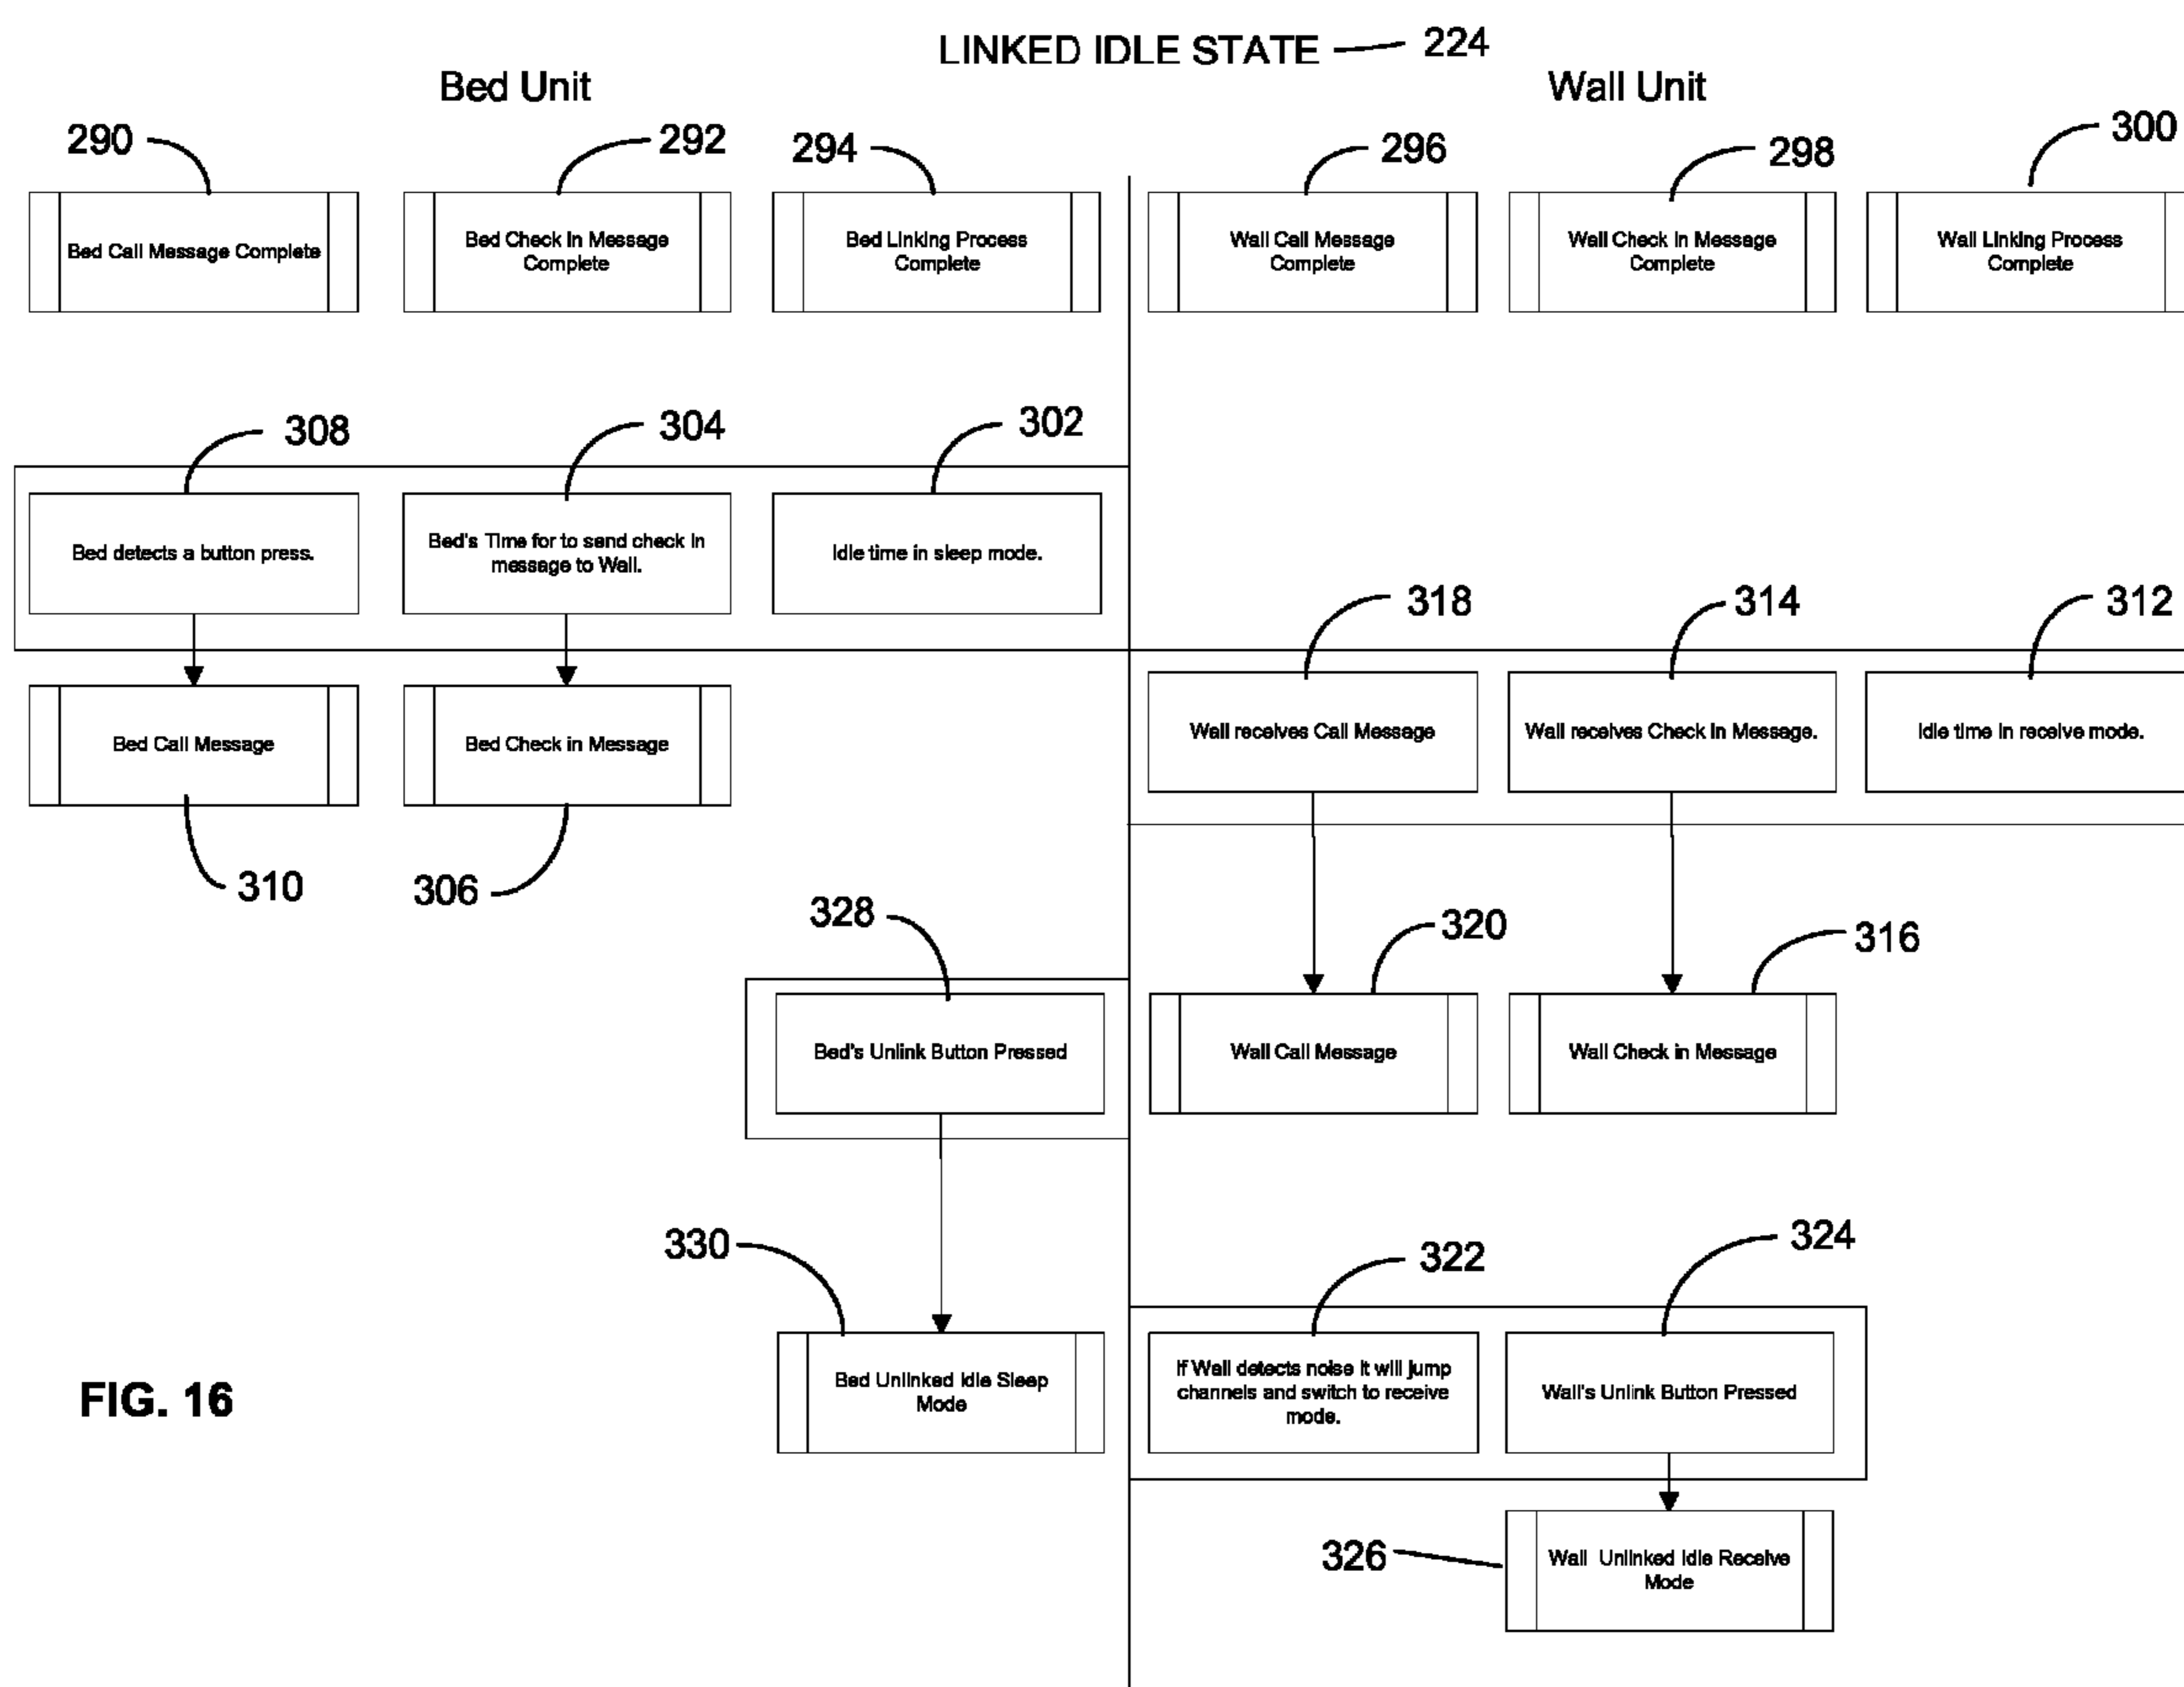 LINKED IDLE STATE 224
Bed Unit
Wall Unit
290
292
294
296
298
300
Bed Call Message Complete
Bed Check In Message
Complete
Bed Linking Process
Complete
Wall Call Message
Complete
Wall Check In Message
Complete
Wall Linking Process
Complete
308
304
302
Bed detects a button press.
Bed's Time for to send check In
message to Wall.
Idle time in sleep mode.
318
314
312
Bed Call Message
Bed Check in Message
Wall receives Call Message
Wall receives Check In Message.
Idle time In receive mode.
310
306
328
320
316
Bed's Unlink Button Pressed
Wall Call Message
Wall Check in Message
330
322
324
Bed Unlinked Idle Sleep
Mode
If Wall detects noise It will jump
channels and switch to receive
mode.
Wall's Unlink Button Pressed
FIG. 16
326
Wall Unlinked Idle Receive
Mode